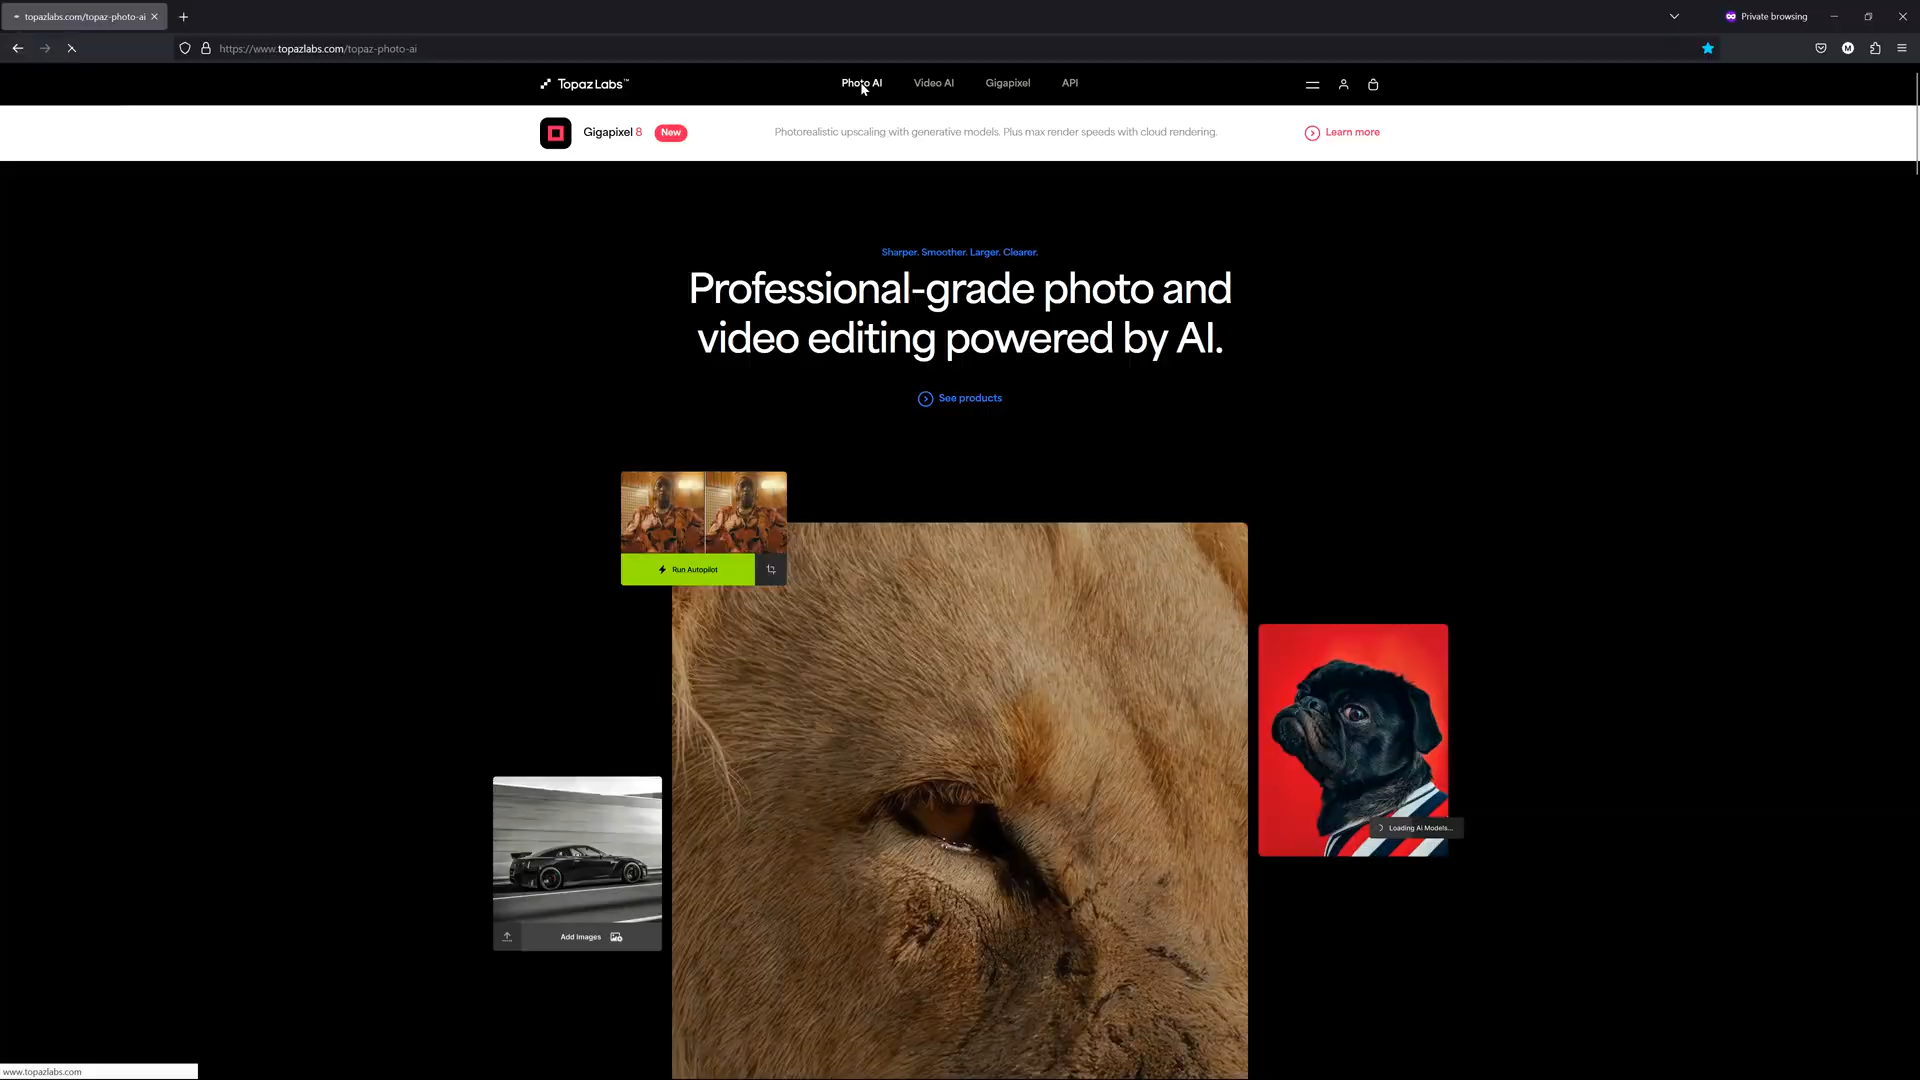 topazlabs.com/topaz-photo-ai
Private browsing
https://www.topazlabs.com/topaz-photo-ai
M
Topaz Labs™
Photo AI
Video AI
Gigapixel
API
Gigapixel 8
New
Photorealistic upscaling with generative models. Plus max render speeds with cloud rendering.
Learn more
Sharper. Smoother. Larger. Clearer.
Professional-grade photo and
video editing powered by AI.
See products
Run Autopilot
Loading AI Models...
Add Images
www.topazlabs.com